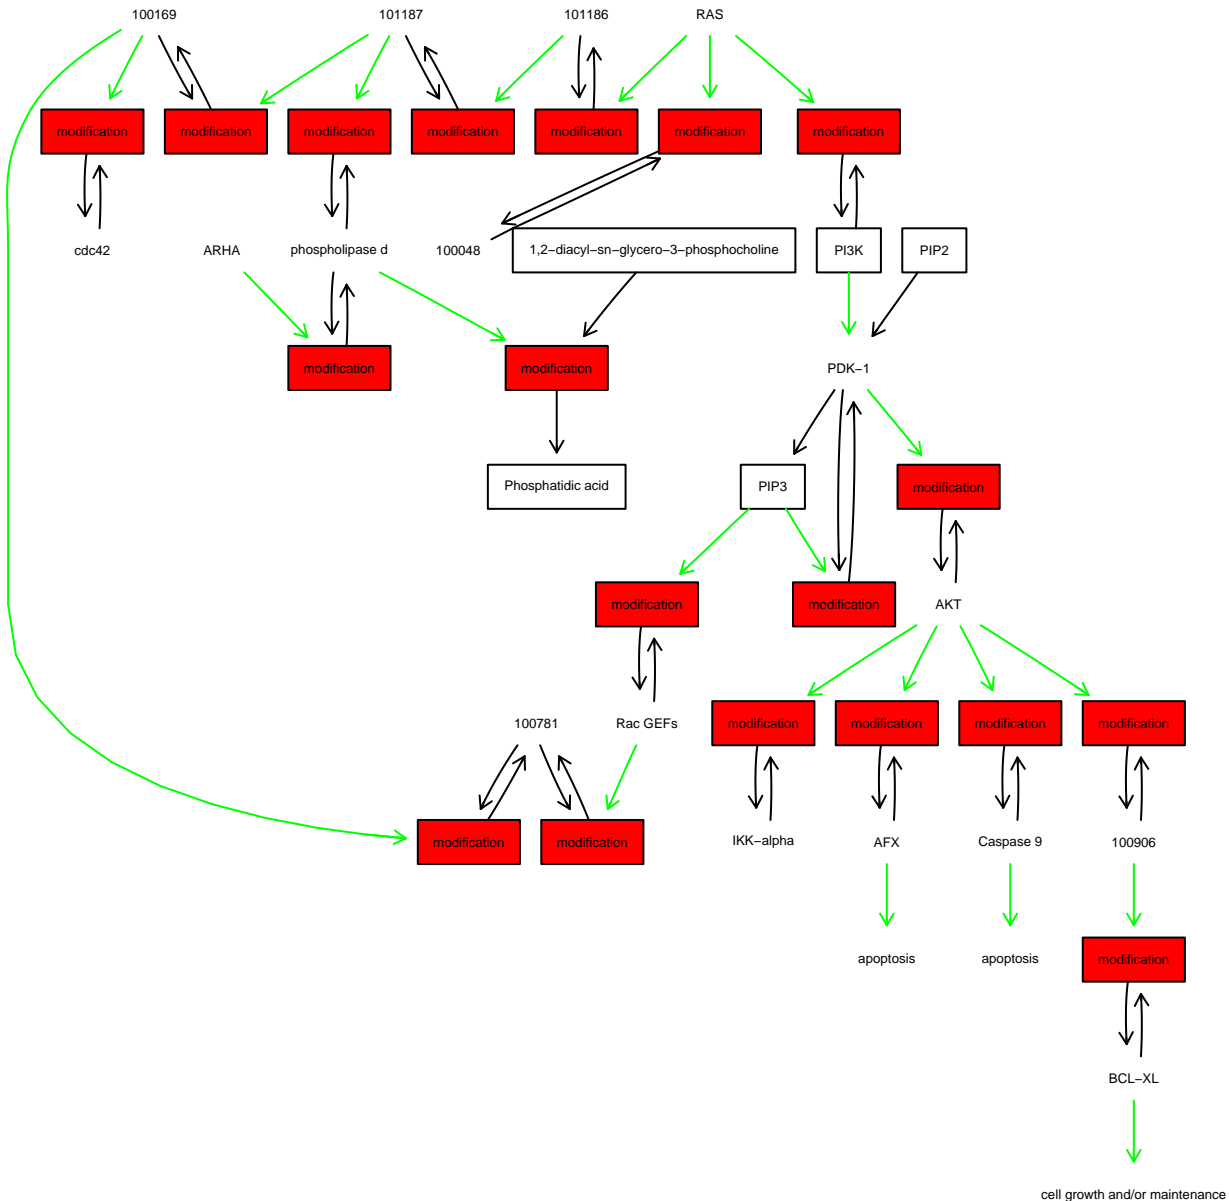 100169
101187
101186
RAS
modification
modification
modification
modification
modification
modification
modification
cdc42
ARHA
phospholipase d
100048
1,2−diacyl−sn−glycero−3−phosphocholine
PI3K
PIP2
modification
modification
PDK−1
Phosphatidic acid
PIP3
modification
modification
modification
AKT
100781
Rac GEFs
modification
modification
modification
modification
modification
modification
IKK−alpha
AFX
Caspase 9
100906
apoptosis
apoptosis
modification
BCL−XL
cell growth and/or maintenance